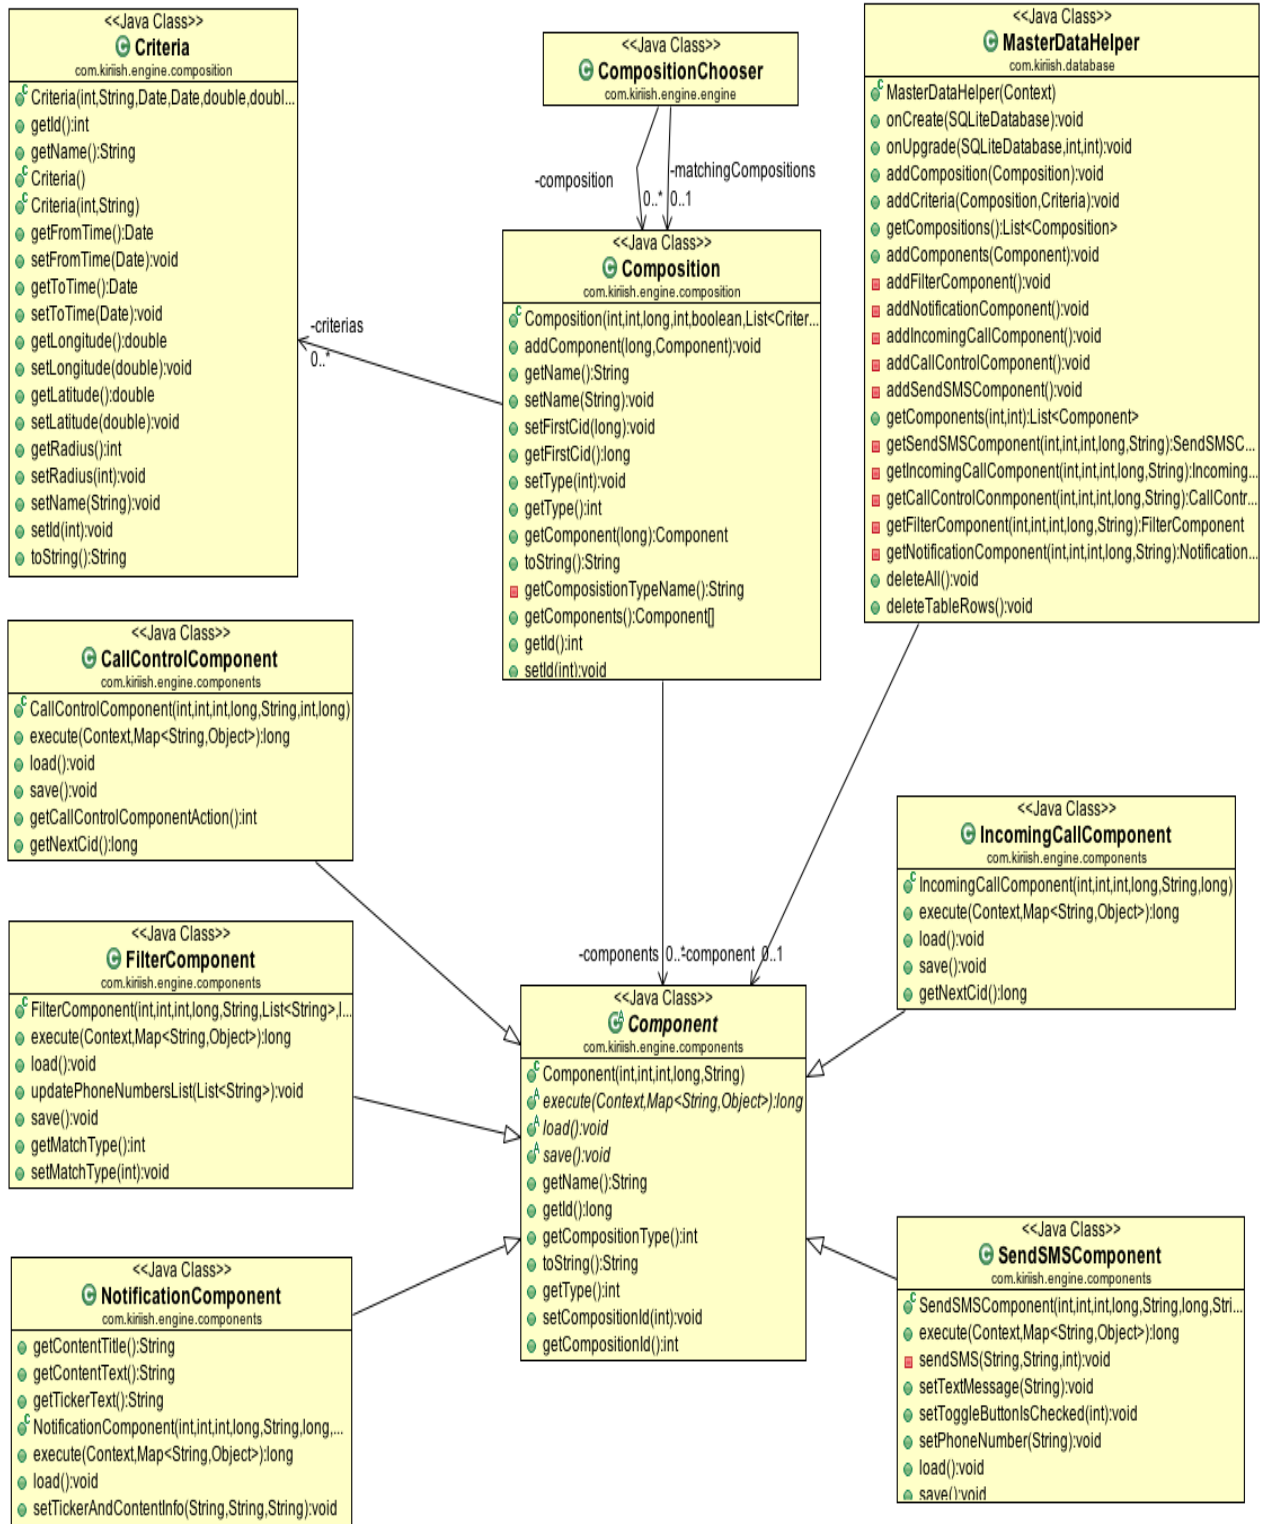 <<Java Class>>
Criteria
com.kiriish.engine.composition
Criteria(int,String,Date,Date,double,doubl...
getId():int
getName():String
Criteria()
Criteria(int,String)
getFromTime():Date
setFromTime(Date):void
getToTime():Date
setToTime(Date):void
getLongitude():double
setLongitude(double):void
getLatitude():double
setLatitude(double):void
getRadius():int
setRadius(int):void
setName(String):void
setId(int):void
toString():String
<<Java Class>>
CompositionChooser
com.kiriish.engine.engine
-composition
0..*
-matchingCompositions
0..1
<<Java Class>>
MasterDataHelper
com.kiriish.database
MasterDataHelper(Context)
onCreate(SQLiteDatabase):void
onUpgrade(SQLiteDatabase,int,int):void
addComposition(Composition):void
addCriteria(Composition,Criteria):void
getCompositions():List<Composition>
addComponents(Component):void
addFilterComponent():void
addNotificationComponent():void
addIncomingCallComponent():void
addCallControlComponent():void
addSendSMSComponent():void
getComponents(int,int):List<Component>
getSendSMSComponent(int,int,int,long,String):SendSMSC...
getIncomingCallComponent(int,int,int,long,String):Incoming...
getCallControlConmponent(int,int,int,long,String):CallContr...
getFilterComponent(int,int,int,long,String):FilterComponent
getNotificationComponent(int,int,int,long,String):Notification...
deleteAll():void
deleteTableRows():void
-criterias
0..*
<<Java Class>>
Composition
com.kiriish.engine.composition
Composition(int,int,long,int,boolean,List<Criter...
addComponent(long,Component):void
getName():String
setName(String):void
setFirstCid(long):void
getFirstCid():long
setType(int):void
getType():int
getComponent(long):Component
toString():String
getComposistionTypeName():String
getComponents():Component[]
getId():int
setId(int):void
<<Java Class>>
CallControlComponent
com.kiriish.engine.components
CallControlComponent(int,int,int,long,String,int,long)
execute(Context,Map<String,Object>):long
load():void
save():void
getCallControlComponentAction():int
getNextCid():long
<<Java Class>>
IncomingCallComponent
com.kiriish.engine.components
IncomingCallComponent(int,int,int,long,String,long)
execute(Context,Map<String,Object>):long
load():void
save():void
getNextCid():long
<<Java Class>>
FilterComponent
com.kiriish.engine.components
FilterComponent(int,int,int,long,String,List<String>,l...
execute(Context,Map<String,Object>):long
load():void
updatePhoneNumbersList(List<String>):void
save():void
getMatchType():int
setMatchType(int):void
-components 0..*
-component 0..1
<<Java Class>>
Component
com.kiriish.engine.components
Component(int,int,int,long,String)
execute(Context,Map<String,Object>):long
load():void
save():void
getName():String
getId():long
getCompositionType():int
toString():String
getType():int
setCompositionId(int):void
getCompositionId():int
<<Java Class>>
NotificationComponent
com.kiriish.engine.components
getContentTitle():String
getContentText():String
getTickerText():String
NotificationComponent(int,int,int,long,String,long,...
execute(Context,Map<String,Object>):long
load():void
setTickerAndContentInfo(String,String,String):void
<<Java Class>>
SendSMSComponent
com.kiriish.engine.components
SendSMSComponent(int,int,int,long,String,long,Stri...
execute(Context,Map<String,Object>):long
sendSMS(String,String,int):void
setTextMessage(String):void
setToggleButtonIsChecked(int):void
setPhoneNumber(String):void
load():void
save():void